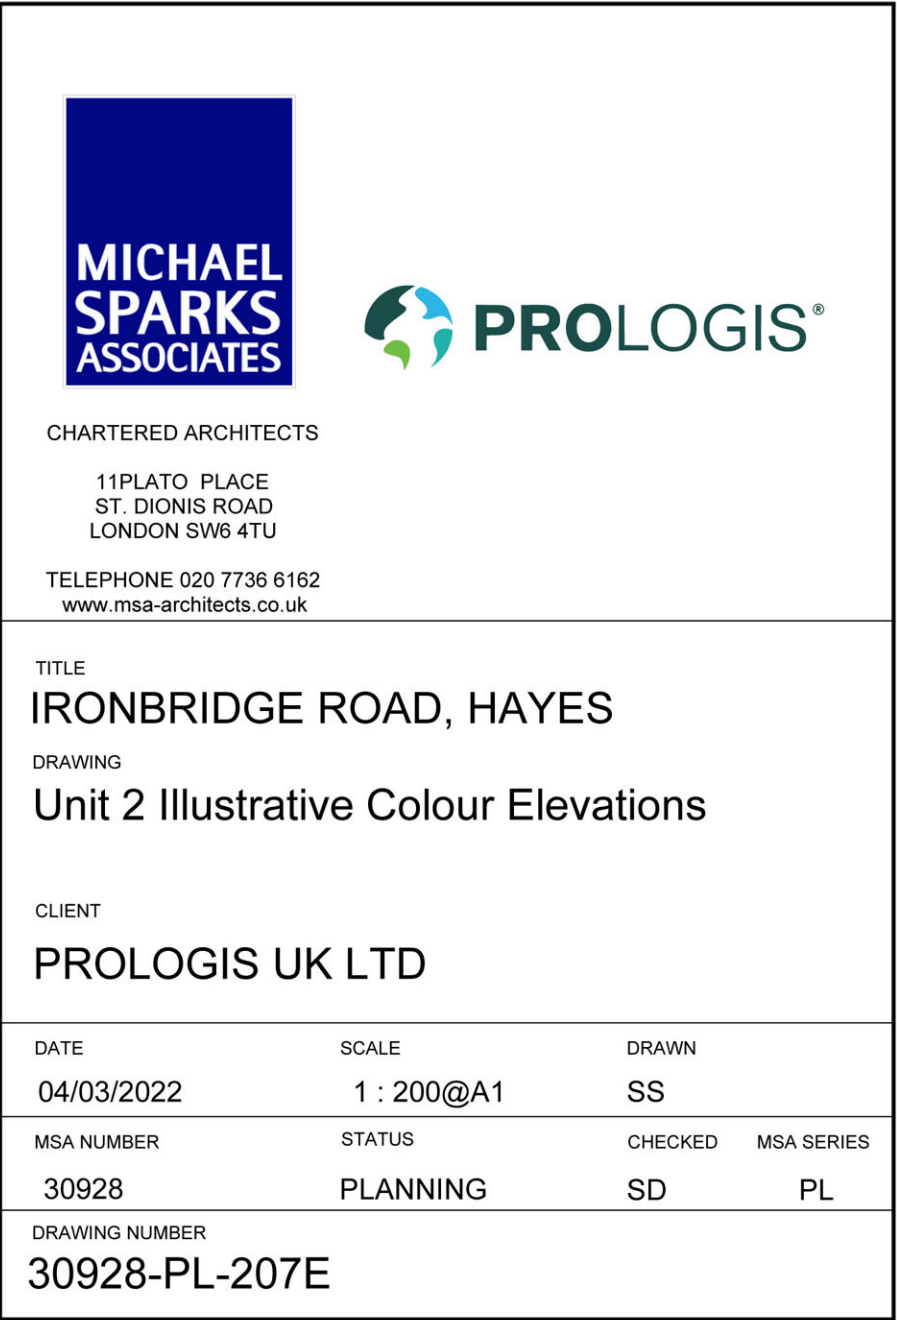 MICHAEL
SPARKS
ASSOCIATES
PROLOGIS®
CHARTERED ARCHITECTS
11PLATO PLACE
ST. DIONIS ROAD
LONDON SW6 4TU
TELEPHONE 020 7736 6162
www.msa-architects.co.uk
TITLE
IRONBRIDGE ROAD, HAYES
DRAWING
Unit 2 Illustrative Colour Elevations
CLIENT
PROLOGIS UK LTD
DATE SCALE DRAWN
04/03/2022 1 : 200@A1 SS
MSA NUMBER STATUS CHECKED MSA SERIES
30928 PLANNING SD PL
DRAWING NUMBER
30928-PL-207E